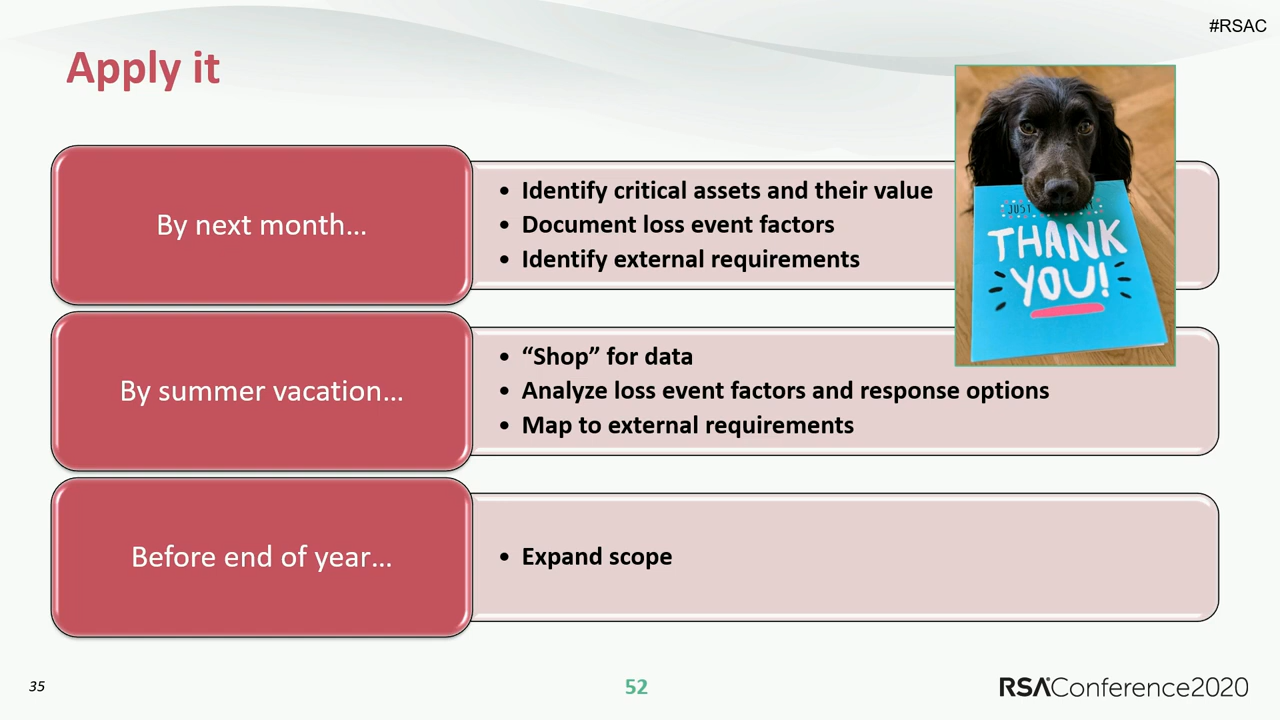 #RSAC
Apply it
By next month...
• Identify critical assets and their value
• Document loss event factors
• Identify external requirements
JUST
THANK
YOU!
By summer vacation...
• “Shop” for data
• Analyze loss event factors and response options
• Map to external requirements
Before end of year...
• Expand scope
35
52
RSAConference2020